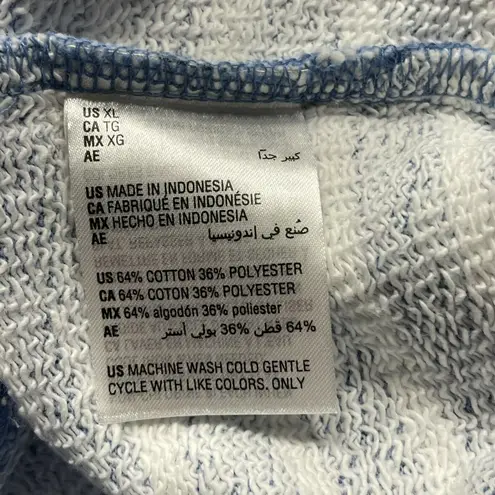 US XL
CA TG
MX XG
AE كبير جدًا
US MADE IN INDONESIA
CA FABRIQUÉ EN INDONÉSIE
MX HECHO EN INDONESIA
AE صُنع في إندونيسيا
US 64% COTTON 36% POLYESTER
CA 64% COTON 36% POLYESTER
MX 64% algodón 36% poliester
AE 64% قطن 36% بولي أستر
US MACHINE WASH COLD GENTLE
CYCLE WITH LIKE COLORS. ONLY